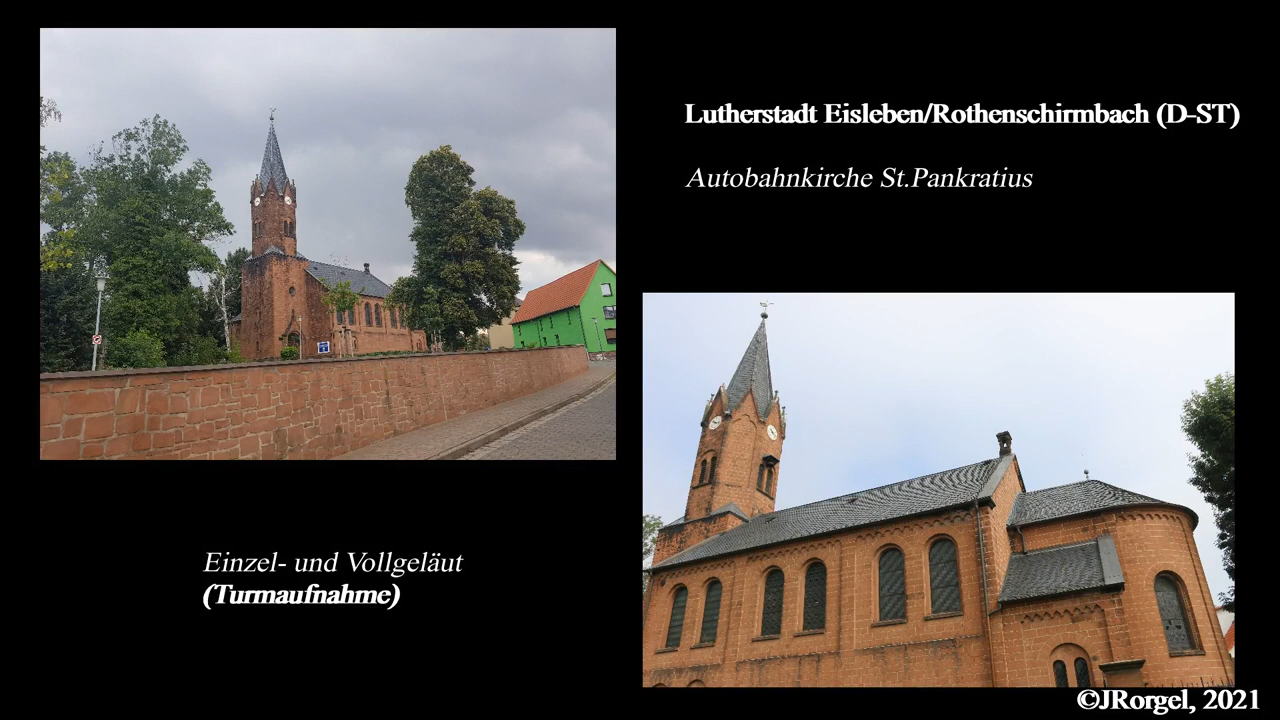 Lutherstadt Eisleben/Rothenschirmbach (D-ST)
Autobahnkirche St.Pankratius
Einzel- und Vollgeläut
(Turmaufnahme)
©JRorgel, 2021